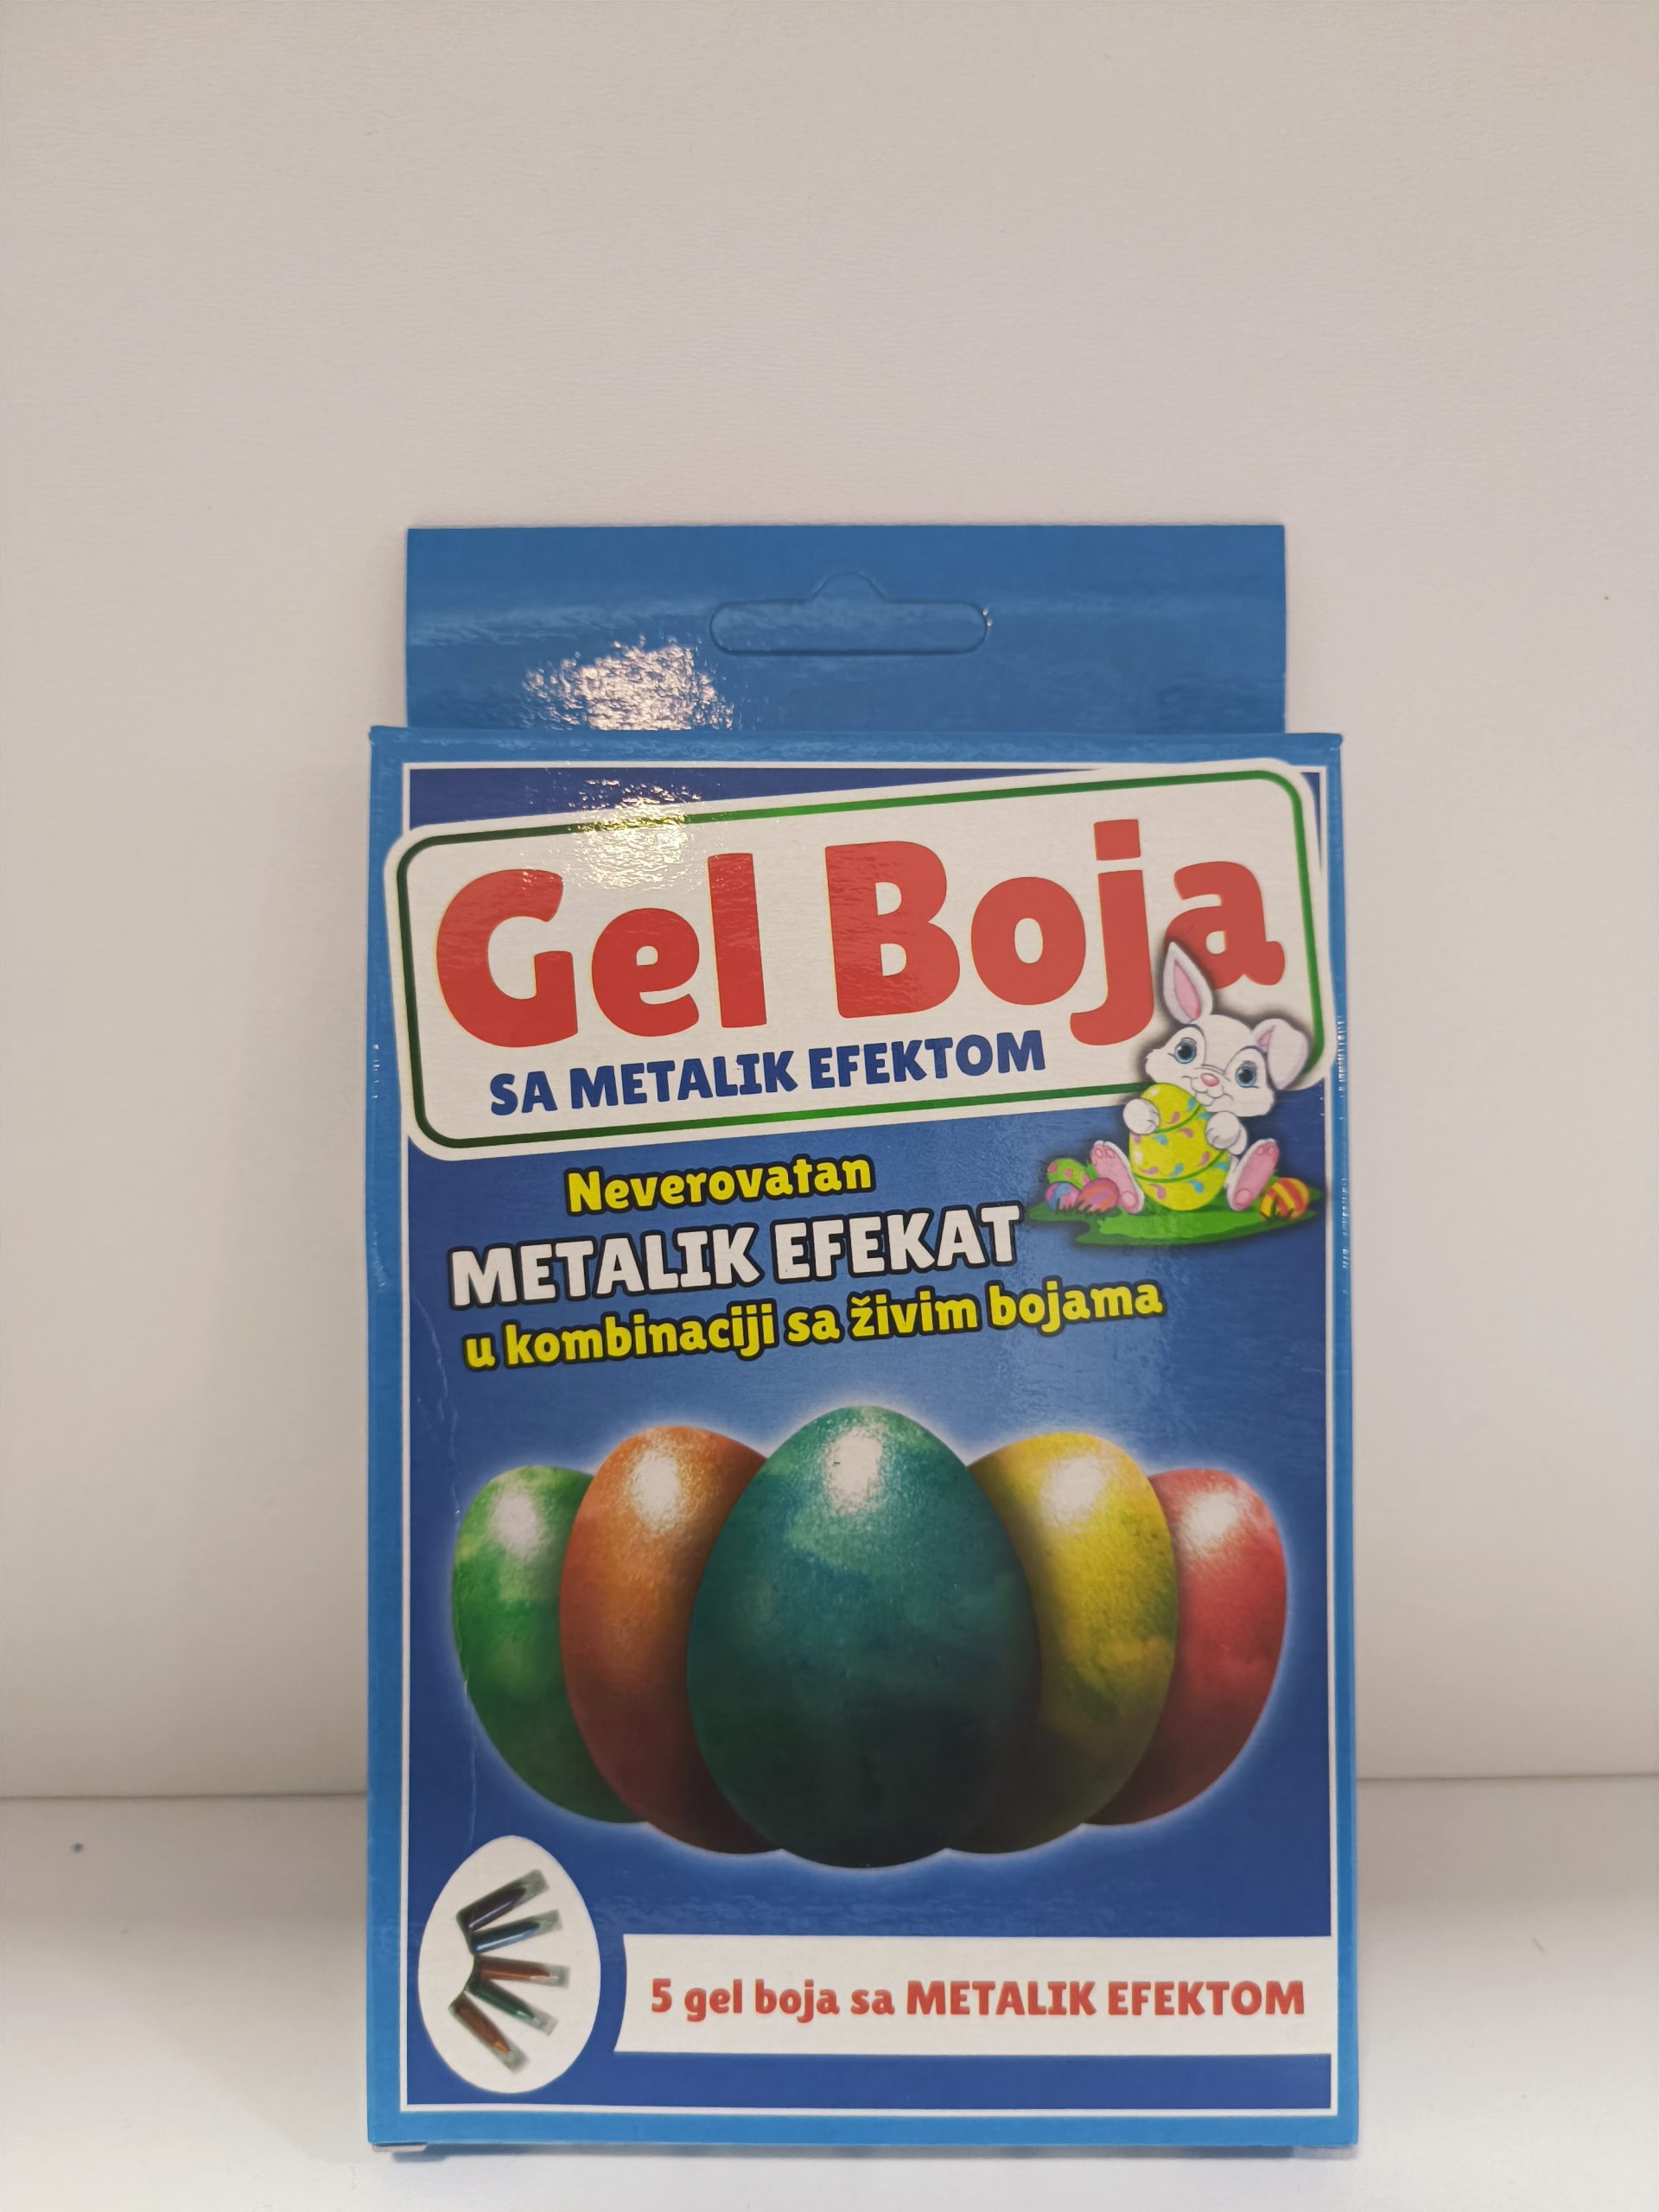 Gel Boja
SA METALIK EFEKTOM
Neverovatan
METALIK EFEKAT
u kombinaciji sa živim bojama
5 gel boja sa METALIK EFEKTOM